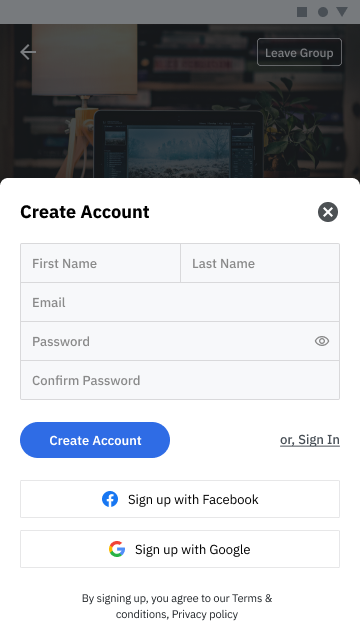 Leave Group
Create Account
First Name
Last Name
Email
Password
Confirm Password
Create Account
or, Sign In
Sign up with Facebook
Sign up with Google
By signing up, you agree to our Terms &
conditions, Privacy policy